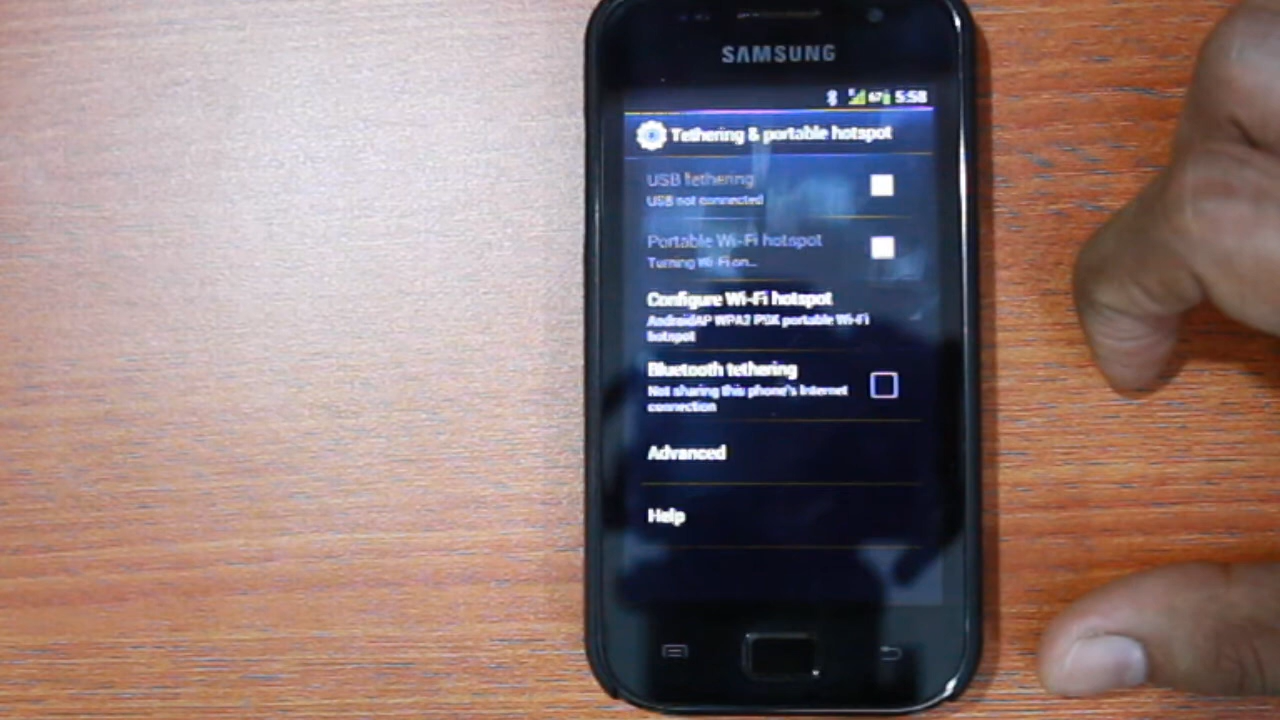 SAMSUNG
67 5:58
Tethering & portable hotspot
USB tethering
USB not connected
Portable Wi-Fi hotspot
Turning Wi-Fi on...
Configure Wi-Fi hotspot
AndroidAP WPA2 PSK portable Wi-Fi
hotspot
Bluetooth tethering
Not sharing this phone's Internet
connection
Advanced
Help